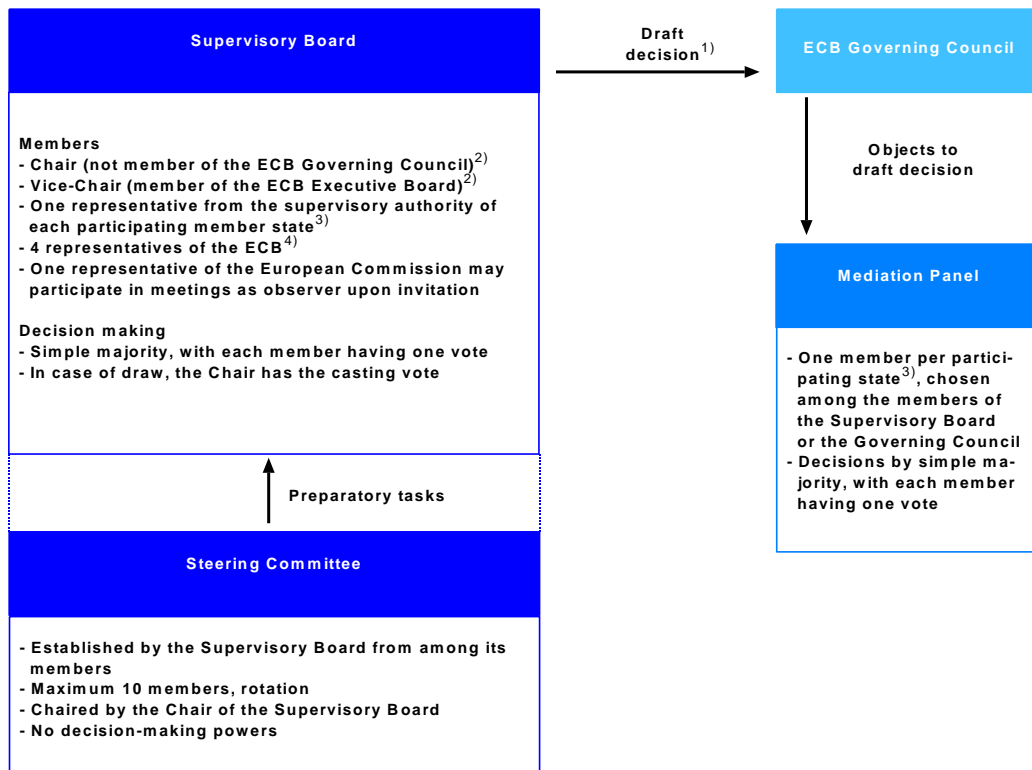 Supervisory Board
Members
- Chair (not member of the ECB Governing Council)2)
- Vice-Chair (member of the ECB Executive Board)2)
- One representative from the supervisory authority of
each participating member state3)
- 4 representatives of the ECB4)
- One representative of the European Commission may
participate in meetings as observer upon invitation
Decision making
- Simple majority, with each member having one vote
- In case of draw, the Chair has the casting vote
Preparatory tasks
Steering Committee
- Established by the Supervisory Board from among its
members
- Maximum 10 members, rotation
- Chaired by the Chair of the Supervisory Board
- No decision-making powers
Draft
decision1)
ECB Governing Council
Objects to
draft decision
Mediation Panel
- One member per partici-
pating state3), chosen
among the members of
the Supervisory Board
or the Governing Council
- Decisions by simple ma-
jority, with each member
having one vote